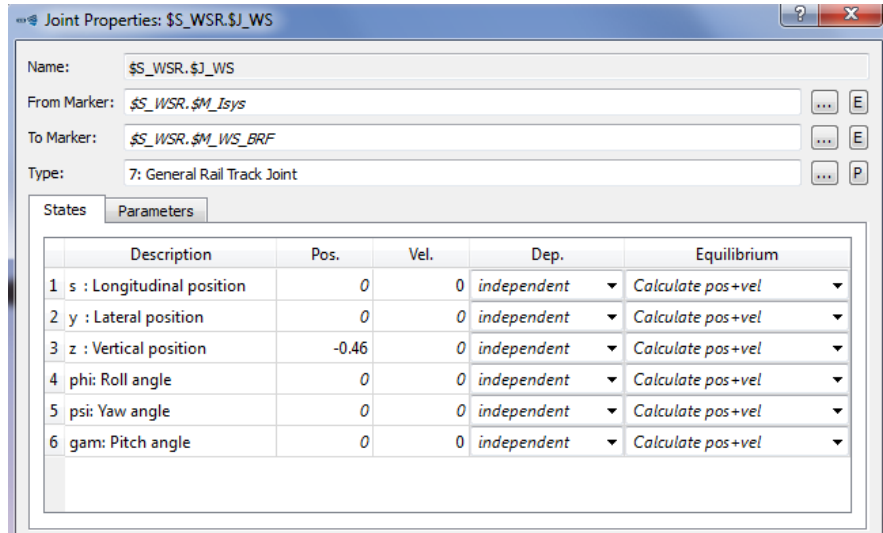 Joint Properties: $S_WSR.$J_WS ? X
Name: $S_WSR.$J_WS
From Marker: $S_WSR.$M_Isys ... E
To Marker: $S_WSR.$M_WS_BRF ... E
Type: 7: General Rail Track Joint ... P
States Parameters
Description Pos. Vel. Dep. Equilibrium
1 s : Longitudinal position 0 0 independent Calculate pos+vel
2 y : Lateral position 0 0 independent Calculate pos+vel
3 z : Vertical position -0.46 0 independent Calculate pos+vel
4 phi: Roll angle 0 0 independent Calculate pos+vel
5 psi: Yaw angle 0 0 independent Calculate pos+vel
6 gam: Pitch angle 0 0 independent Calculate pos+vel